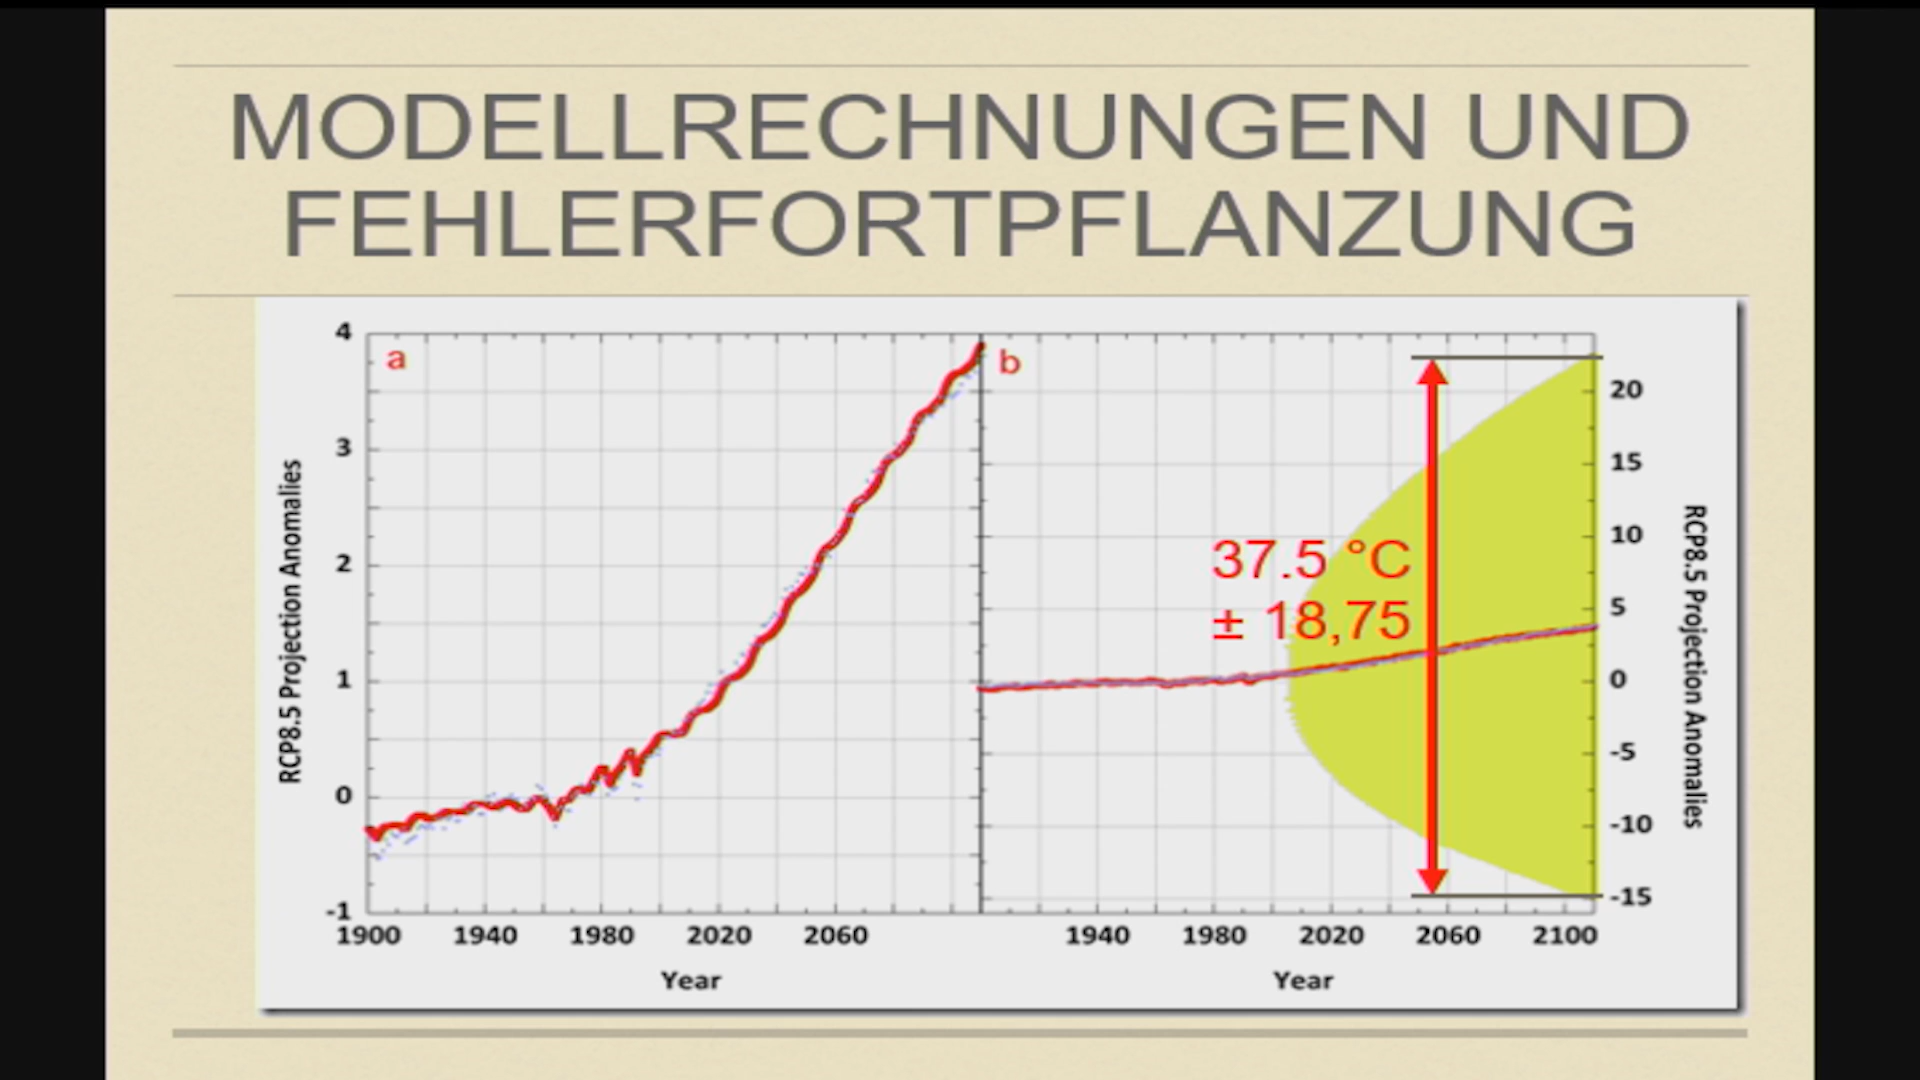 MODELLRECHNUNGEN UND
FEHLERFORTPFLANZUNG
a
4
3
2
1
0
-1
RCP8.5 Projection Anomalies
1900 1940 1980 2020 2060
Year
b
37.5 °C
± 18,75
20
15
10
5
0
-5
-10
-15
RCP8.5 Projection Anomalies
1940 1980 2020 2060 2100
Year